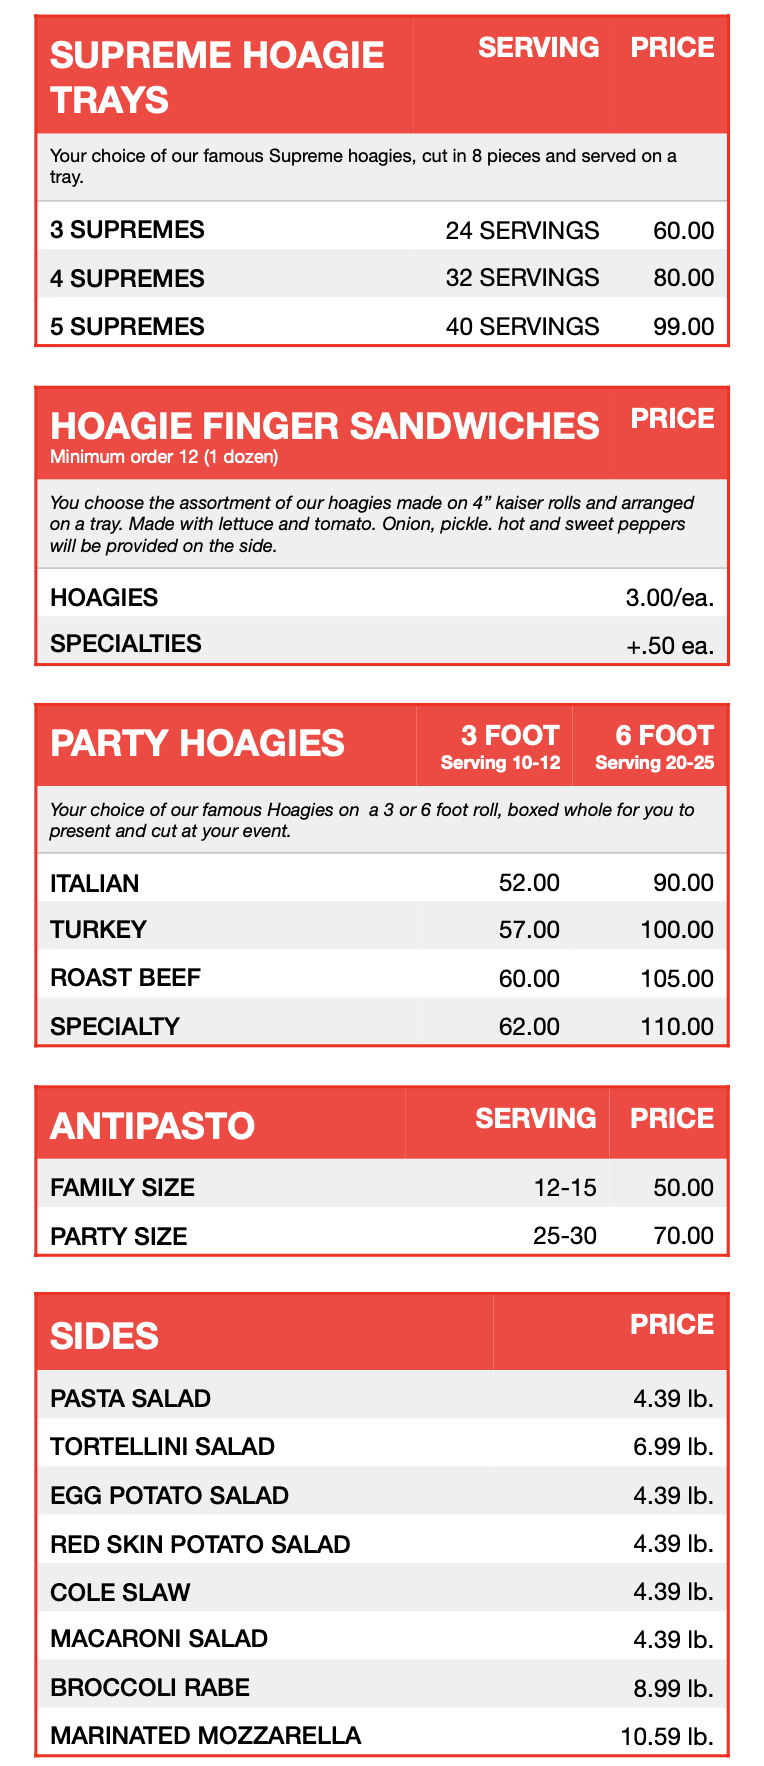 SUPREME HOAGIE TRAYS SERVING PRICE
Your choice of our famous Supreme hoagies, cut in 8 pieces and served on a
tray.
3 SUPREMES 24 SERVINGS 60.00
4 SUPREMES 32 SERVINGS 80.00
5 SUPREMES 40 SERVINGS 99.00
HOAGIE FINGER SANDWICHES PRICE
Minimum order 12 (1 dozen)
You choose the assortment of our hoagies made on 4” kaiser rolls and arranged
on a tray. Made with lettuce and tomato. Onion, pickle. hot and sweet peppers
will be provided on the side.
HOAGIES 3.00/ea.
SPECIALTIES +.50 ea.
PARTY HOAGIES 3 FOOT 6 FOOT
Serving 10-12 Serving 20-25
Your choice of our famous Hoagies on a 3 or 6 foot roll, boxed whole for you to
present and cut at your event.
ITALIAN 52.00 90.00
TURKEY 57.00 100.00
ROAST BEEF 60.00 105.00
SPECIALTY 62.00 110.00
ANTIPASTO SERVING PRICE
FAMILY SIZE 12-15 50.00
PARTY SIZE 25-30 70.00
SIDES PRICE
PASTA SALAD 4.39 lb.
TORTELLINI SALAD 6.99 lb.
EGG POTATO SALAD 4.39 lb.
RED SKIN POTATO SALAD 4.39 lb.
COLE SLAW 4.39 lb.
MACARONI SALAD 4.39 lb.
BROCCOLI RABE 8.99 lb.
MARINATED MOZZARELLA 10.59 lb.